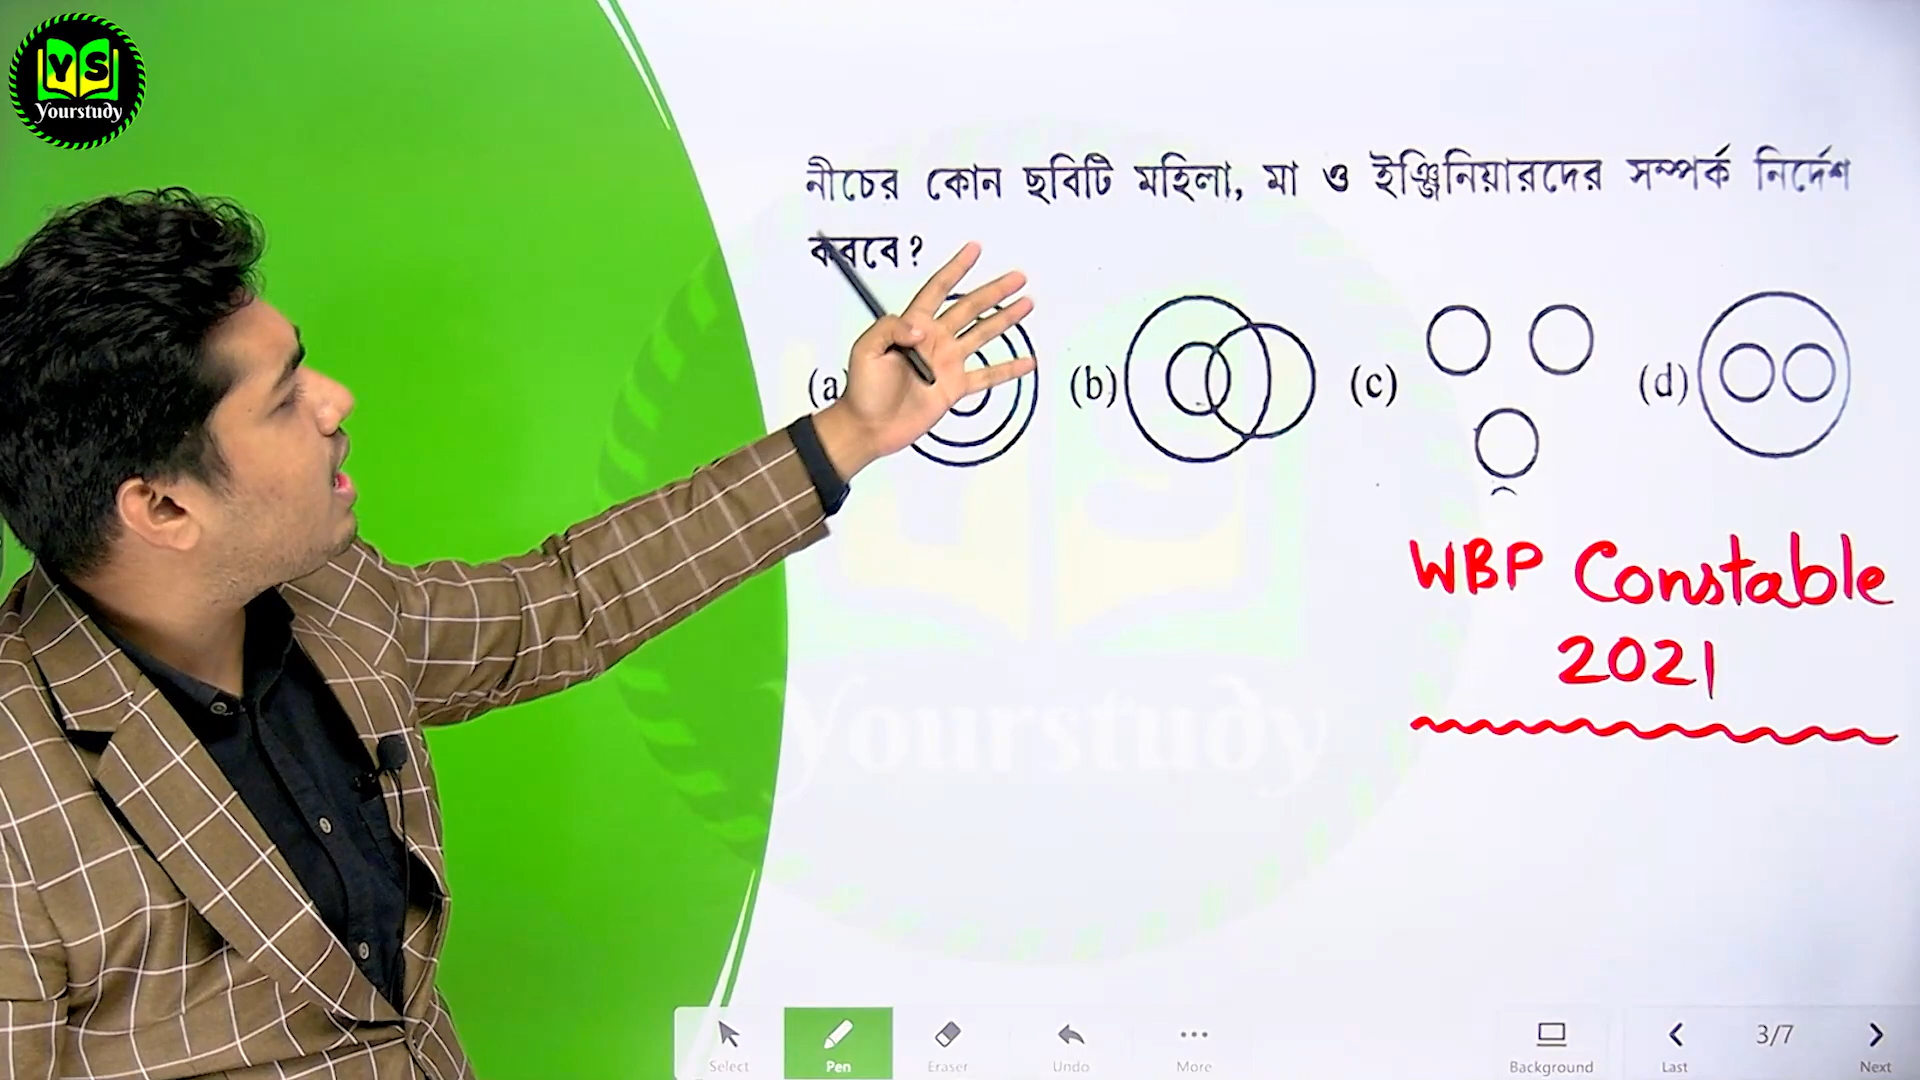 YS
Yourstudy
নীচের কোন ছবিটি মহিলা, মা ও ইঞ্জিনিয়ারদের সম্পর্ক নির্দেশ
করবে?
(a) (b) (c) (d)
WBP Constable
2021
Yourstudy
Select Pen Eraser Undo More Background Last 3/7 Next